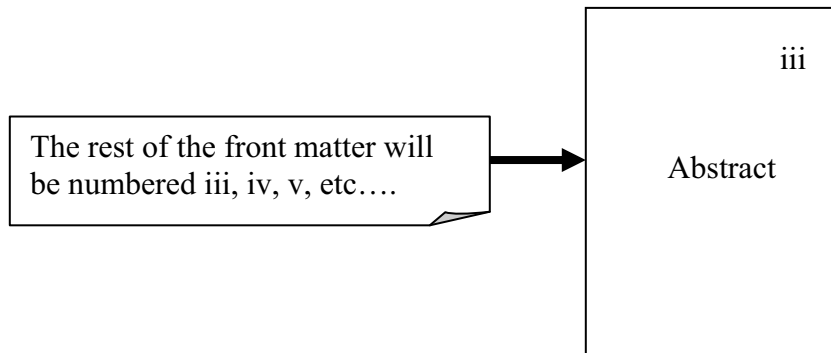 The rest of the front matter will
be numbered iii, iv, v, etc….
iii
Abstract